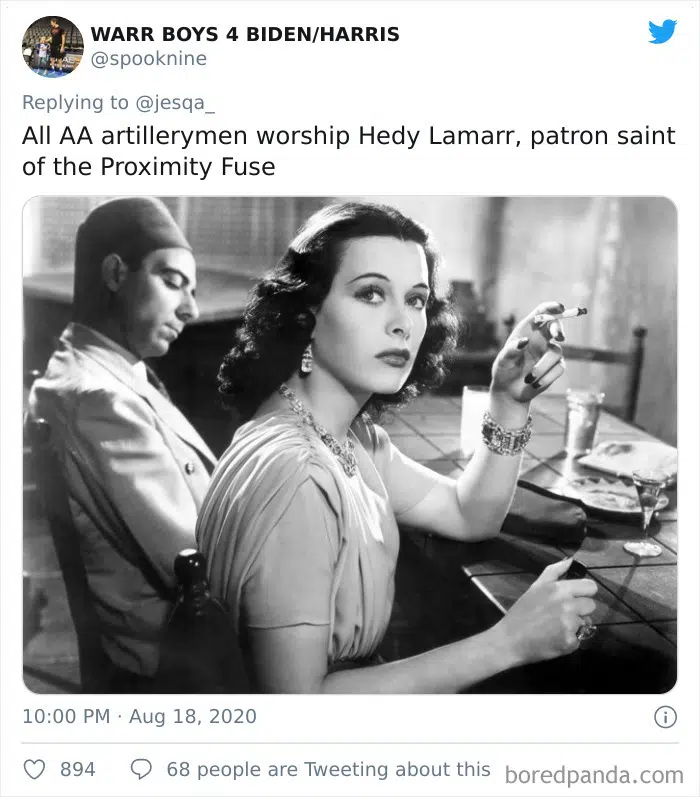 WARR BOYS 4 BIDEN/HARRIS
@spooknine
Replying to @jesqa_
All AA artillerymen worship Hedy Lamarr, patron saint
of the Proximity Fuse
10:00 PM · Aug 18, 2020
894 68 people are Tweeting about this
boredpanda.com